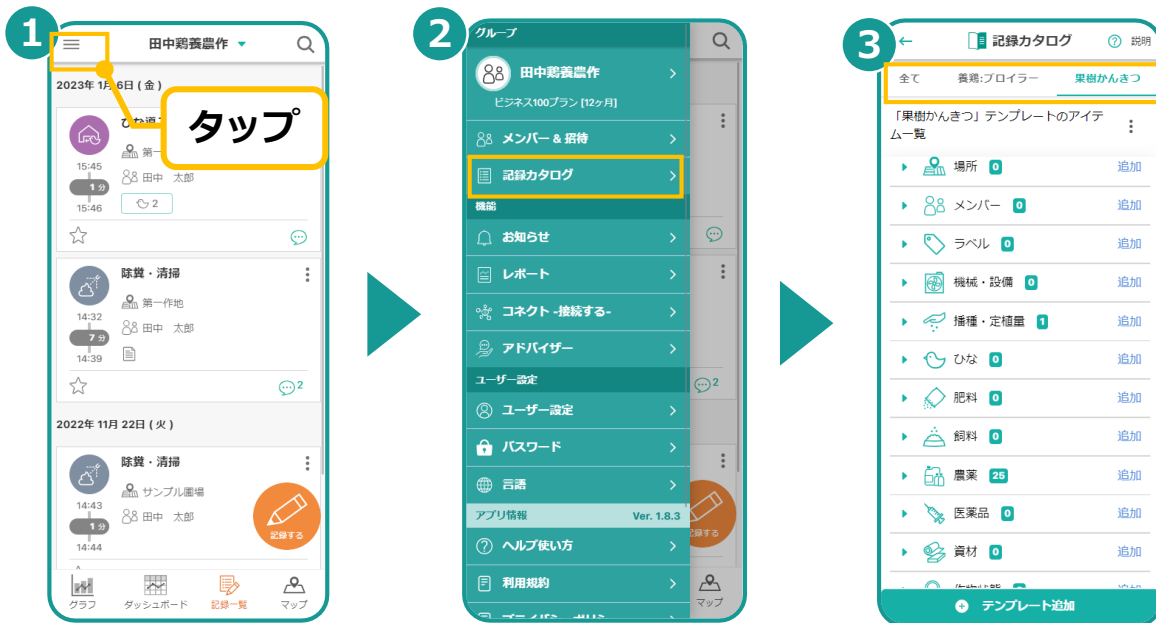 1
田中鶏養農作
2023年 1月 6日 ( 金 )
タップ
第一
15:45
田中 太郎
1 分
15:46
2
除糞・清掃
第一作地
14:32
田中 太郎
7 分
14:39
2
2022年 11月 22日 ( 火 )
除糞・清掃
サンプル圃場
14:43
田中 太郎
1 分
14:44
記録する
グラフ
ダッシュボード
記録一覧
マップ
2
グループ
田中鶏養農作
ビジネス100プラン [12ヶ月]
メンバー & 招待
記録カタログ
機能
お知らせ
レポート
コネクト -接続する-
アドバイザー
ユーザー設定
2
ユーザー設定
パスワード
言語
アプリ情報 Ver. 1.8.3
記録する
ヘルプ使い方
利用規約
マップ
3
記録カタログ 説明
全て 養鶏:ブロイラー 果樹かんきつ
「果樹かんきつ」テンプレートのアイテ
ム一覧
場所 0 追加
メンバー 0 追加
ラベル 0 追加
機械・設備 0 追加
播種・定植量 1 追加
ひな 0 追加
肥料 0 追加
飼料 0 追加
農薬 25 追加
医薬品 0 追加
資材 0 追加
テンプレート追加